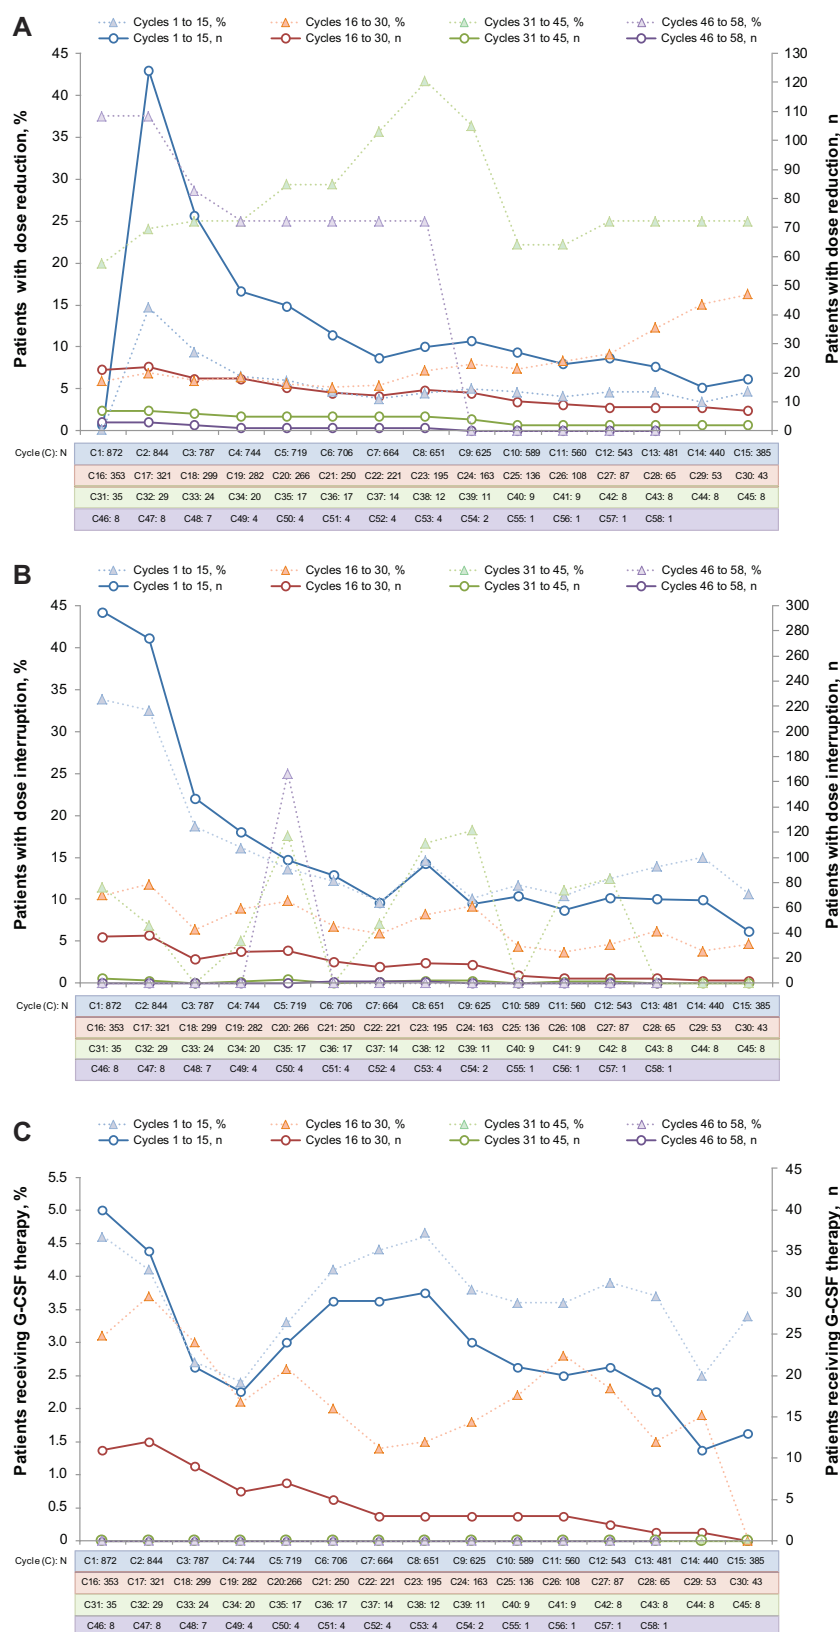 A
Cycles 1 to 15, % Cycles 16 to 30, % Cycles 31 to 45, % Cycles 46 to 58, %
Cycles 1 to 15, n Cycles 16 to 30, n Cycles 31 to 45, n Cycles 46 to 58, n
Patients with dose reduction, %
45
40
35
30
25
20
15
10
5
0
Patients with dose reduction, n
130
120
110
100
90
80
70
60
50
40
30
20
10
0
Cycle (C): N C1: 872 C2: 844 C3: 787 C4: 744 C5: 719 C6: 706 C7: 664 C8: 651 C9: 625 C10: 589 C11: 560 C12: 543 C13: 481 C14: 440 C15: 385
C16: 353 C17: 321 C18: 299 C19: 282 C20: 266 C21: 250 C22: 221 C23: 195 C24: 163 C25: 136 C26: 108 C27: 87 C28: 65 C29: 53 C30: 43
C31: 35 C32: 29 C33: 24 C34: 20 C35: 17 C36: 17 C37: 14 C38: 12 C39: 11 C40: 9 C41: 9 C42: 8 C43: 8 C44: 8 C45: 8
C46: 8 C47: 8 C48: 7 C49: 4 C50: 4 C51: 4 C52: 4 C53: 4 C54: 2 C55: 1 C56: 1 C57: 1 C58: 1
B
Cycles 1 to 15, % Cycles 16 to 30, % Cycles 31 to 45, % Cycles 46 to 58, %
Cycles 1 to 15, n Cycles 16 to 30, n Cycles 31 to 45, n Cycles 46 to 58, n
Patients with dose interruption, %
45
40
35
30
25
20
15
10
5
0
Patients with dose interruption, n
300
280
260
240
220
200
180
160
140
120
100
80
60
40
20
0
Cycle (C): N C1: 872 C2: 844 C3: 787 C4: 744 C5: 719 C6: 706 C7: 664 C8: 651 C9: 625 C10: 589 C11: 560 C12: 543 C13: 481 C14: 440 C15: 385
C16: 353 C17: 321 C18: 299 C19: 282 C20: 266 C21: 250 C22: 221 C23: 195 C24: 163 C25: 136 C26: 108 C27: 87 C28: 65 C29: 53 C30: 43
C31: 35 C32: 29 C33: 24 C34: 20 C35: 17 C36: 17 C37: 14 C38: 12 C39: 11 C40: 9 C41: 9 C42: 8 C43: 8 C44: 8 C45: 8
C46: 8 C47: 8 C48: 7 C49: 4 C50: 4 C51: 4 C52: 4 C53: 4 C54: 2 C55: 1 C56: 1 C57: 1 C58: 1
C
Cycles 1 to 15, % Cycles 16 to 30, % Cycles 31 to 45, % Cycles 46 to 58, %
Cycles 1 to 15, n Cycles 16 to 30, n Cycles 31 to 45, n Cycles 46 to 58, n
Patients receiving G-CSF therapy, %
5.5
5.0
4.5
4.0
3.5
3.0
2.5
2.0
1.5
1.0
0.5
0
Patients receiving G-CSF therapy, n
45
40
35
30
25
20
15
10
5
0
Cycle (C): N C1: 872 C2: 844 C3: 787 C4: 744 C5: 719 C6: 706 C7: 664 C8: 651 C9: 625 C10: 589 C11: 560 C12: 543 C13: 481 C14: 440 C15: 385
C16: 353 C17: 321 C18: 299 C19: 282 C20:266 C21: 250 C22: 221 C23: 195 C24: 163 C25: 136 C26: 108 C27: 87 C28: 65 C29: 53 C30: 43
C31: 35 C32: 29 C33: 24 C34: 20 C35: 17 C36: 17 C37: 14 C38: 12 C39: 11 C40: 9 C41: 9 C42: 8 C43: 8 C44: 8 C45: 8
C46: 8 C47: 8 C48: 7 C49: 4 C50: 4 C51: 4 C52: 4 C53: 4 C54: 2 C55: 1 C56: 1 C57: 1 C58: 1